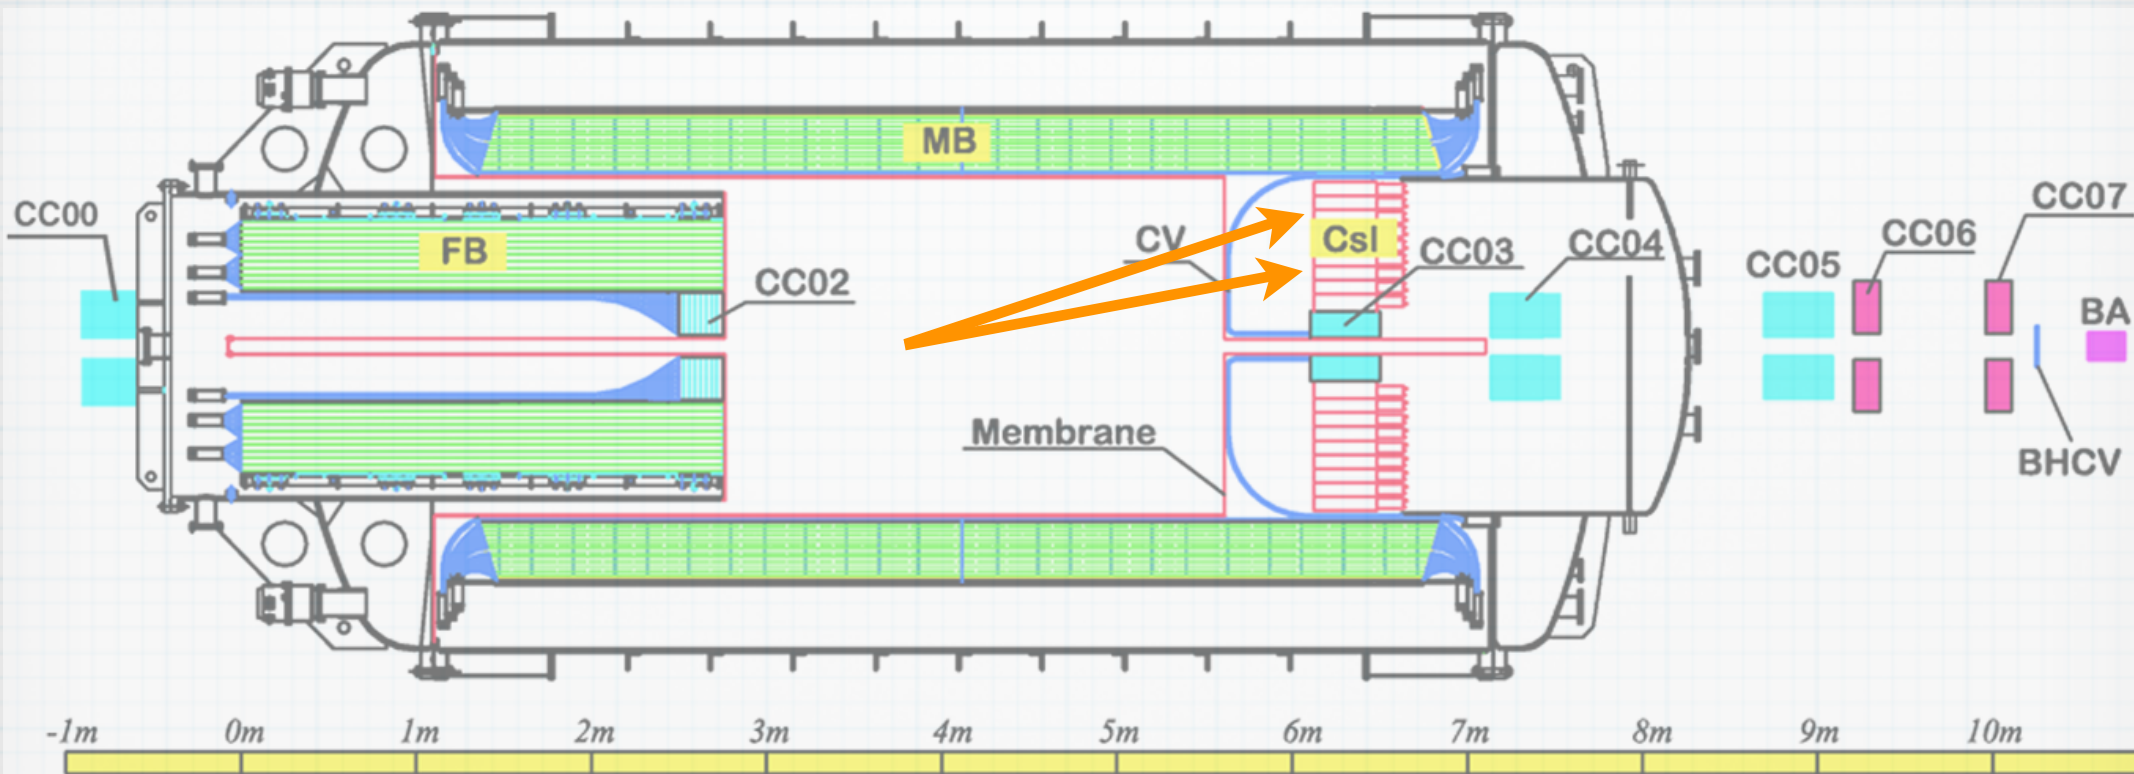 MB
CC00
FB
CC02
CV
CsI
CC03
CC04
CC05
CC06
CC07
BA
Membrane
BHCV
-1m 0m 1m 2m 3m 4m 5m 6m 7m 8m 9m 10m